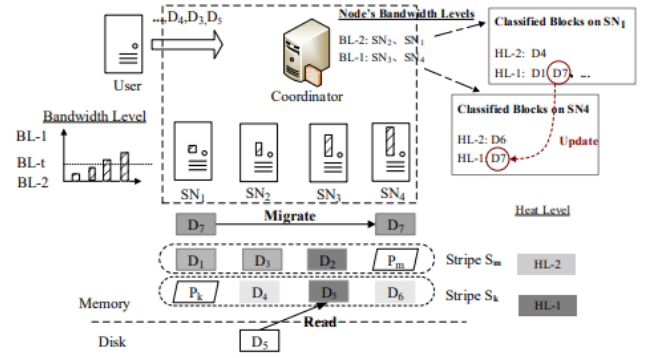 ..., D₄,D₃,D₅
User
Coordinator
Node's Bandwidth Levels
BL-2: SN₂、SN₁
BL-1: SN₃、SN₄
Classified Blocks on SN₁
HL-2: D4
HL-1: D1, D7, ...
Classified Blocks on SN4
HL-2: D6
HL-1: D7
Update
Bandwidth Level
BL-1
BL-t
BL-2
SN₁ SN₂ SN₃ SN₄
D₇ Migrate D₇
D₁ D₃ D₂ Pₘ Stripe Sₘ
Pₖ D₄ D₅ D₆ Stripe Sₖ
Heat Level
HL-2
HL-1
Memory
Read
Disk D₅